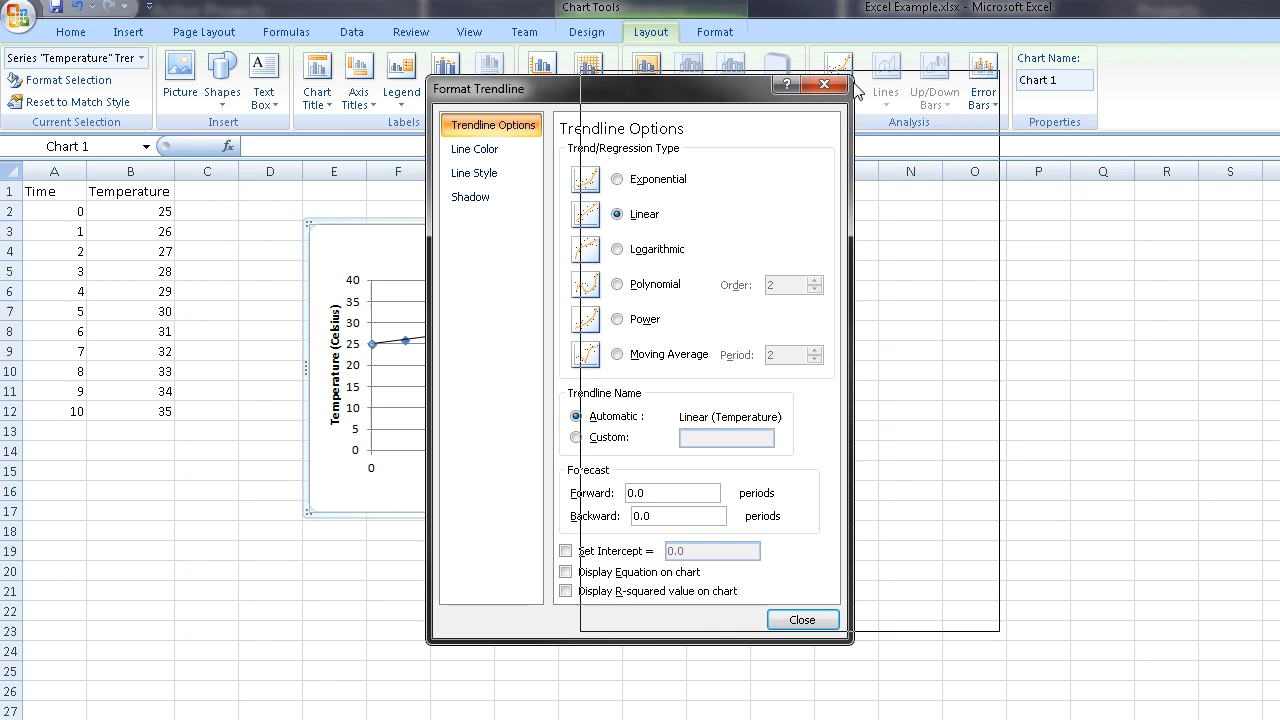 Chart Tools
Excel Example.xlsx - Microsoft Excel
Home Insert Page Layout Formulas Data Review View Team Design Layout Format
Series "Temperature" Trer
Format Selection
Reset to Match Style
Current Selection
Picture Shapes Text Box
Insert
Chart Title Axis Titles Legend
Labels
Lines Up/Down Bars Error Bars
Analysis
Chart Name:
Chart 1
Properties
Chart 1
fx
A B C D E F N O P Q R S
1 Time Temperature
2 0 25
3 1 26
4 2 27
5 3 28
6 4 29
7 5 30
8 6 31
9 7 32
10 8 33
11 9 34
12 10 35
13
14
15
16
17
18
19
20
21
22
23
24
25
26
27
Temperature (Celsius)
40
35
30
25
20
15
10
5
0
0
Format Trendline
?
Trendline Options
Line Color
Line Style
Shadow
Trendline Options
Trend/Regression Type
Exponential
Linear
Logarithmic
Polynomial Order: 2
Power
Moving Average Period: 2
Trendline Name
Automatic : Linear (Temperature)
Custom:
Forecast
Forward: 0.0 periods
Backward: 0.0 periods
Set Intercept = 0.0
Display Equation on chart
Display R-squared value on chart
Close